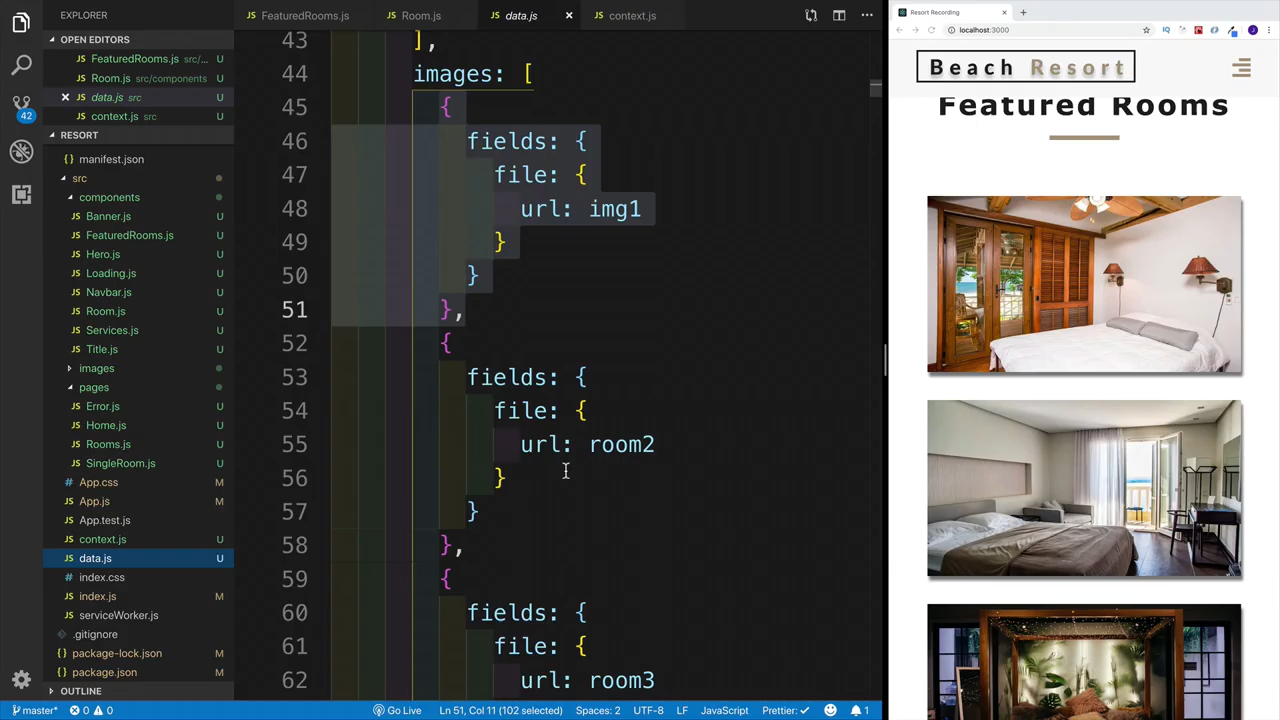 EXPLORER
OPEN EDITORS
FeaturedRooms.js src/...
Room.js src/components
data.js src
context.js src
42
RESORT
manifest.json
src
components
Banner.js U
FeaturedRooms.js U
Hero.js U
Loading.js U
Navbar.js U
Room.js U
Services.js U
Title.js U
images
pages
Error.js U
Home.js U
Rooms.js U
SingleRoom.js U
App.css M
App.js M
App.test.js
context.js U
data.js U
index.css
index.js M
serviceWorker.js
.gitignore
package-lock.json M
package.json M
OUTLINE
FeaturedRooms.js Room.js data.js context.js
43 ],
44 images: [
45 {
46 fields: {
47 file: {
48 url: img1
49 }
50 }
51 },
52 {
53 fields: {
54 file: {
55 url: room2
56 }
57 }
58 },
59 {
60 fields: {
61 file: {
62 url: room3
master* 0 0 Go Live Ln 51, Col 11 (102 selected) Spaces: 2 UTF-8 LF JavaScript Prettier: ✓ 1
Resort Recording
localhost:3000
IQ
J
Beach Resort
Featured Rooms